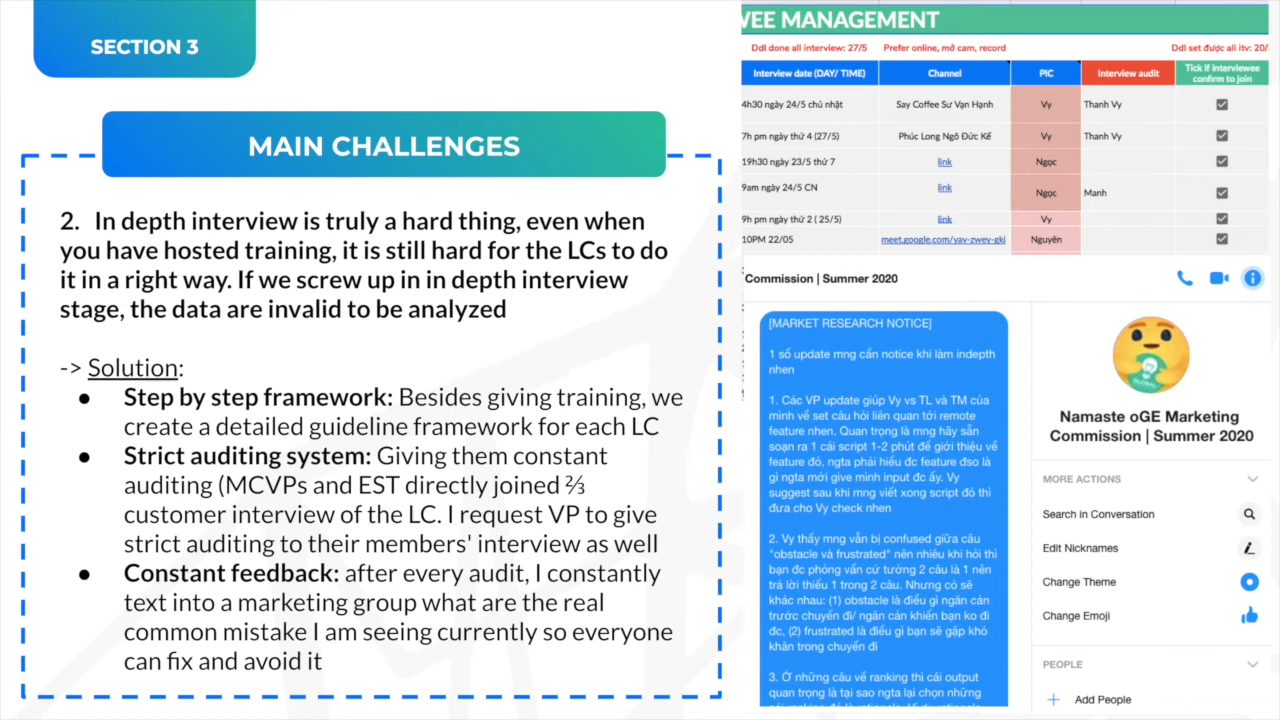 SECTION 3
MAIN CHALLENGES
2. In depth interview is truly a hard thing, even when
you have hosted training, it is still hard for the LCs to do
it in a right way. If we screw up in in depth interview
stage, the data are invalid to be analyzed
-> Solution:
● Step by step framework: Besides giving training, we
create a detailed guideline framework for each LC
● Strict auditing system: Giving them constant
auditing (MCVPs and EST directly joined ⅔
customer interview of the LC. I request VP to give
strict auditing to their members' interview as well
● Constant feedback: after every audit, I constantly
text into a marketing group what are the real
common mistake I am seeing currently so everyone
can fix and avoid it
VEE MANAGEMENT
Ddl done all interview: 27/5 Prefer online, mở cam, record Ddl set được all itv: 20/
Interview date (DAY/ TIME) Channel PIC Interview audit Tick if interviewee
confirm to join
4h30 ngày 24/5 chủ nhật Say Coffee Sư Vạn Hạnh Vy Thanh Vy
7h pm ngày thứ 4 (27/5) Phúc Long Ngô Đức Kế Vy Thanh Vy
19h30 ngày 23/5 thứ 7 link Ngọc
9am ngày 24/5 CN link Ngọc Manh
9h pm ngày thứ 2 ( 25/5) link Vy
10PM 22/05 meet.google.com/vav-zwey-gki Nguyên
Commission | Summer 2020
[MARKET RESEARCH NOTICE]
1 số update mng cần notice khi làm indepth
nhen
1. Các VP update giúp Vy vs TL và TM của
mình về set câu hỏi liên quan tới remote
feature nhen. Quan trọng là mng hãy sẵn
soạn ra 1 cái script 1-2 phút để giới thiệu về
feature đó, ngta phải hiểu đc feature đso là
gì ngta mới give mình input đc ấy. Vy
suggest sau khi mng viết xong script đó thì
đưa cho Vy check nhen
2. Vy thấy mng vẫn bị confused giữa câu
"obstacle và frustrated" nên nhiều khi hỏi thì
bạn đc phỏng vấn cứ tưởng 2 câu là 1 nên
trả lời thiếu 1 trong 2 câu. Nhưng có sẽ
khác nhau: (1) obstacle là điều gì ngăn cản
trước chuyến đi/ ngăn cản khiến bạn ko đi
đc, (2) frustrated là điều gì bạn sẽ gặp khó
khăn trong chuyến đi
3. Ở những câu về ranking thì cái output
quan trọng là tại sao ngta lại chọn những
GLOBAL
Namaste oGE Marketing
Commission | Summer 2020
MORE ACTIONS
Search in Conversation
Edit Nicknames
Change Theme
Change Emoji
PEOPLE
Add People